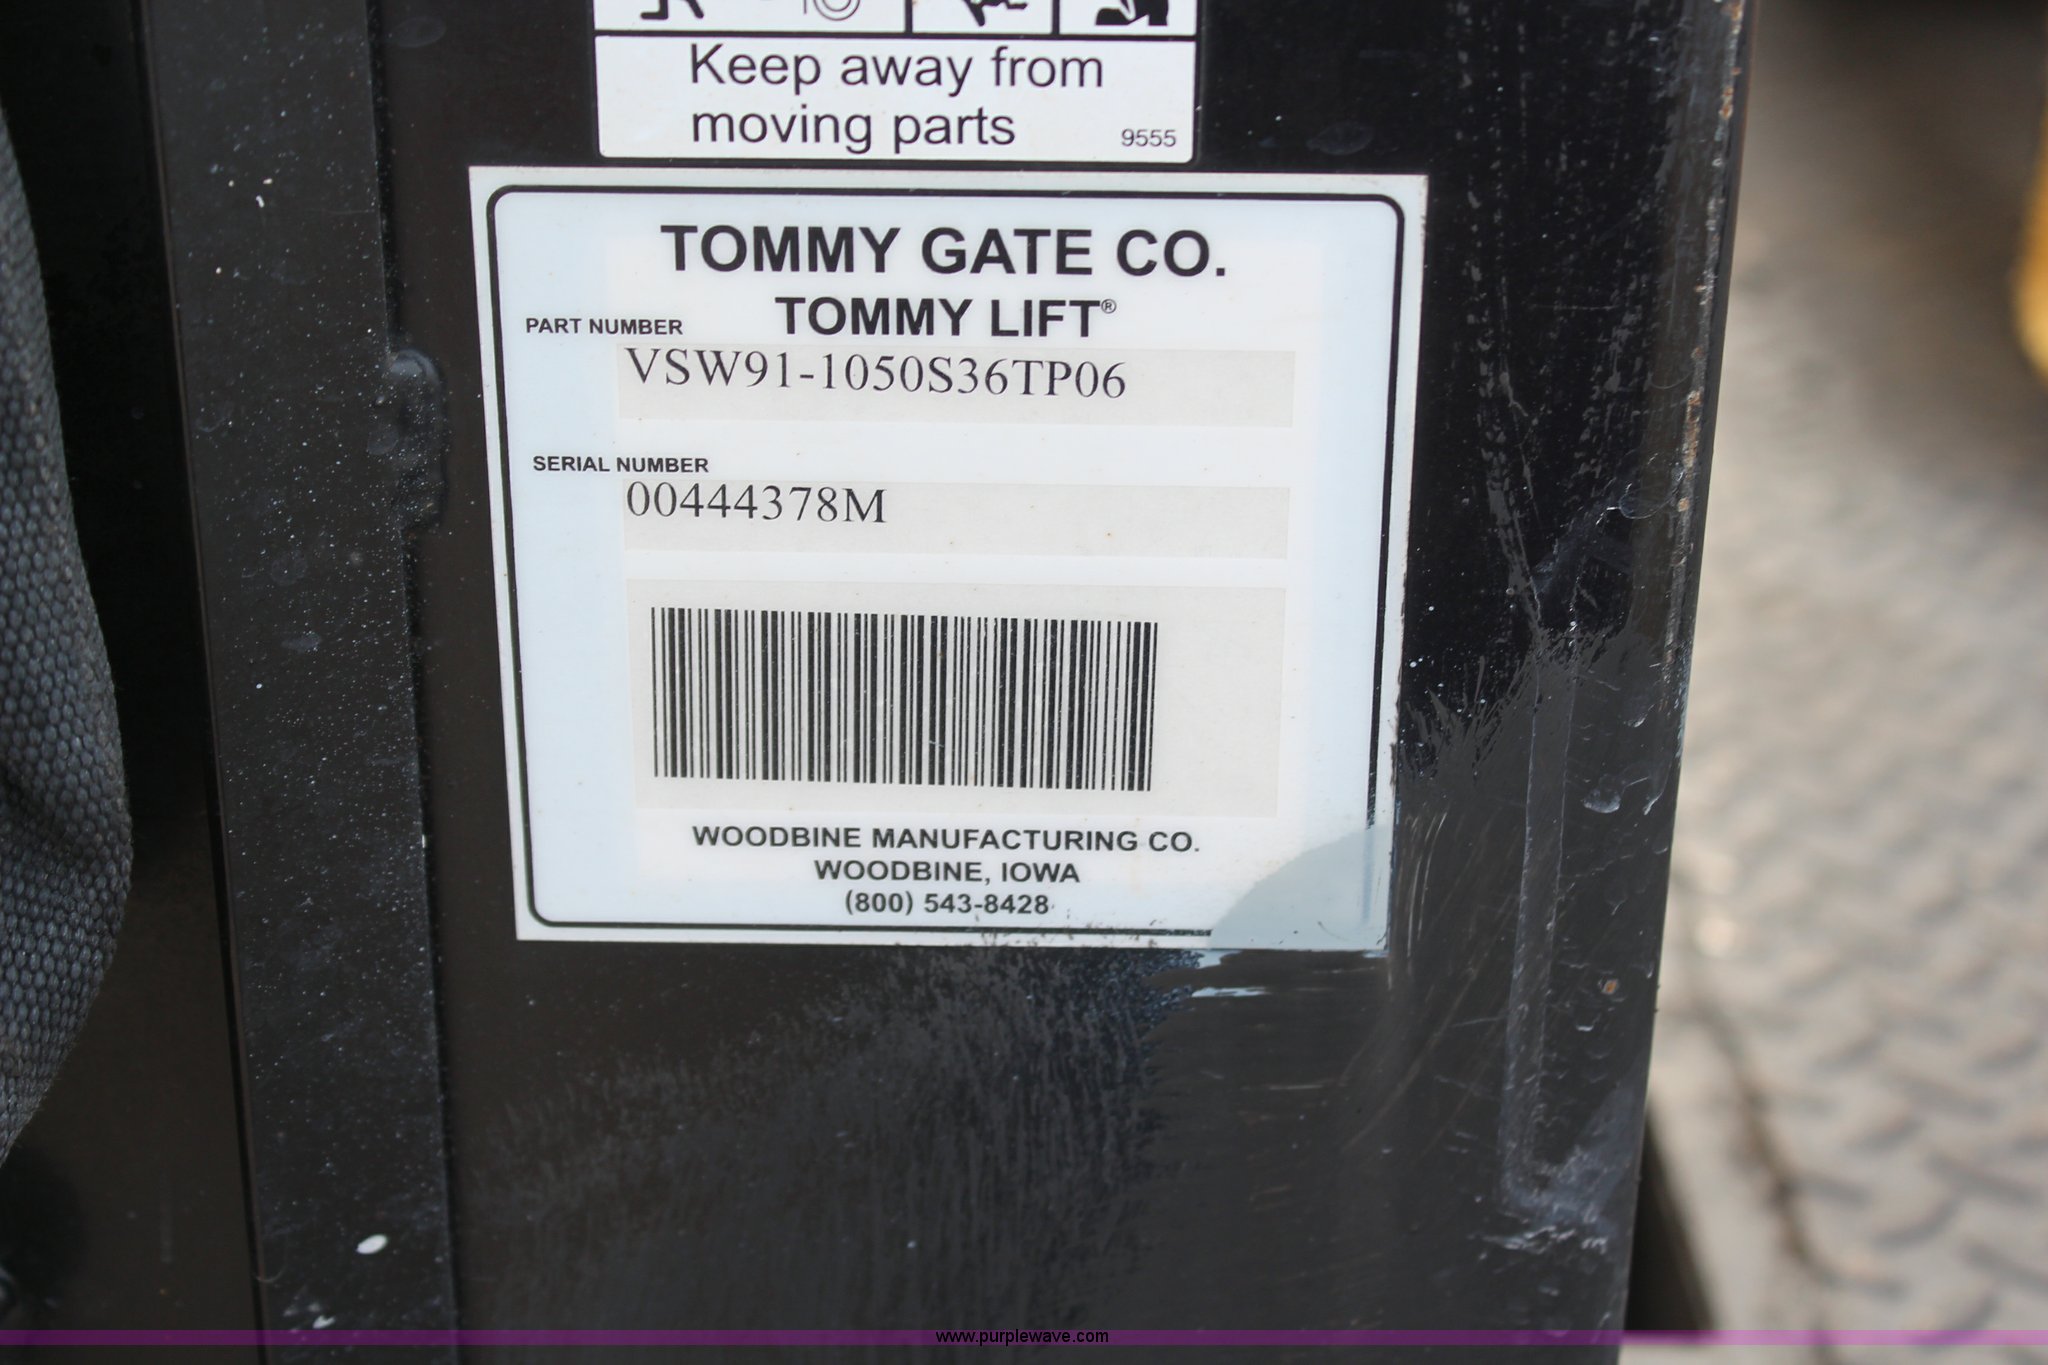 Keep away from
moving parts
9555
TOMMY GATE CO.
TOMMY LIFT®
PART NUMBER
VSW91-1050S36TP06
SERIAL NUMBER
00444378M
WOODBINE MANUFACTURING CO.
WOODBINE, IOWA
(800) 543-8428
www.purplewave.com